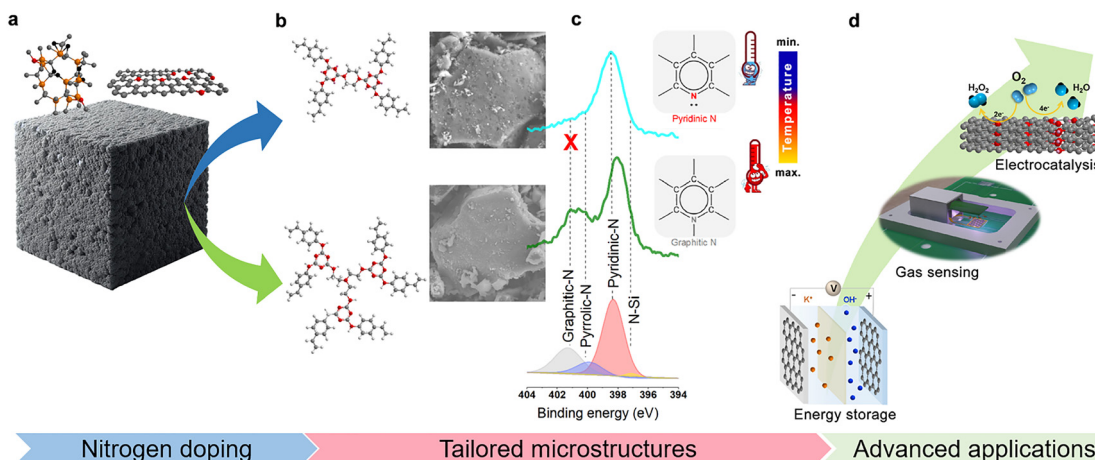 a
b
c
d
X
N
Pyridinic N
N
Graphitic N
min.
Temperature
max.
H2O2
O2
H2O
2e-
4e-
Electrocatalysis
Gas sensing
V
-
K+
OH-
+
Energy storage
Graphitic-N
Pyrrolic-N
Pyridinic-N
N-Si
404 402 400 398 396 394
Binding energy (eV)
Nitrogen doping
Tailored microstructures
Advanced applications